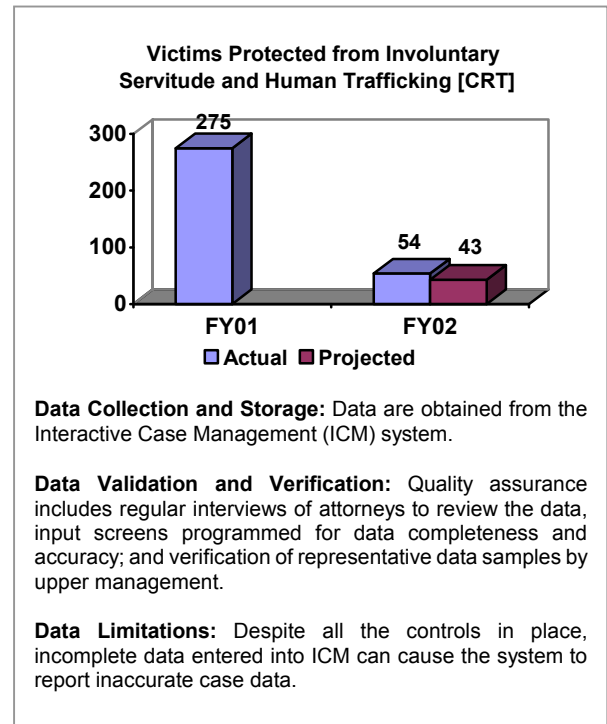 Victims Protected from Involuntary
Servitude and Human Trafficking [CRT]
300
275
200
100
54
43
0
FY01
FY02
Actual
Projected
Data Collection and Storage: Data are obtained from the
Interactive Case Management (ICM) system.
Data Validation and Verification: Quality assurance
includes regular interviews of attorneys to review the data,
input screens programmed for data completeness and
accuracy; and verification of representative data samples by
upper management.
Data Limitations: Despite all the controls in place,
incomplete data entered into ICM can cause the system to
report inaccurate case data.